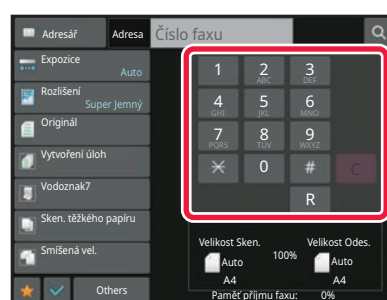 Adresář
Adresa
Číslo faxu
Expozice
Auto
Rozlišení
Super Jemný
Originál
Vytvoření úloh
Vodoznak7
Sken. těžkého papíru
Smíšená vel.
Others
1
2 ABC
3 DEF
4 GHI
5 JKL
6 MNO
7 PQRS
8 TUV
9 WXYZ
0
#
C
R
Velikost Sken.
Velikost Odes.
Auto
100%
Auto
A4
A4
Paměť příjmu faxu: 0%